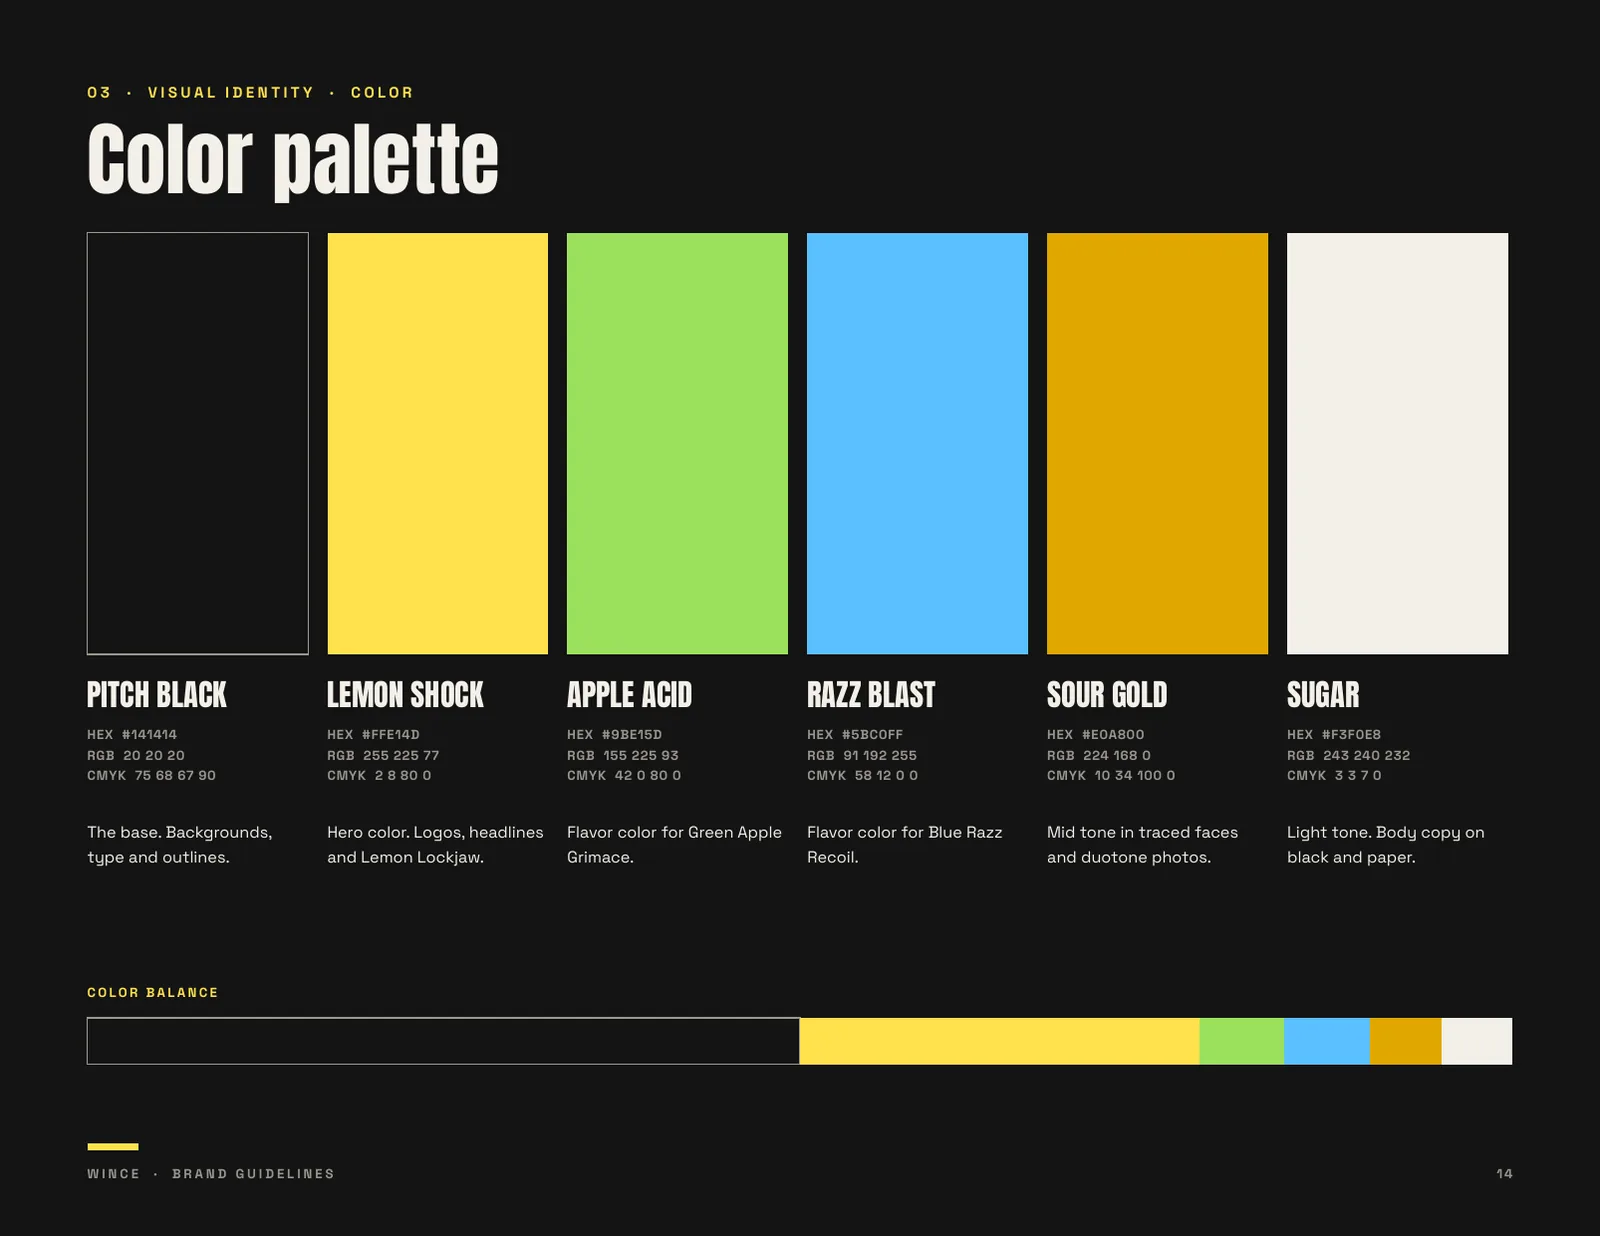 03 · VISUAL IDENTITY · COLOR
Color palette
PITCH BLACK
HEX #141414
RGB 20 20 20
CMYK 75 68 67 90
The base. Backgrounds,
type and outlines.
LEMON SHOCK
HEX #FFE14D
RGB 255 225 77
CMYK 2 8 80 0
Hero color. Logos, headlines
and Lemon Lockjaw.
APPLE ACID
HEX #9BE15D
RGB 155 225 93
CMYK 42 0 80 0
Flavor color for Green Apple
Grimace.
RAZZ BLAST
HEX #5BC0FF
RGB 91 192 255
CMYK 58 12 0 0
Flavor color for Blue Razz
Recoil.
SOUR GOLD
HEX #E0A800
RGB 224 168 0
CMYK 10 34 100 0
Mid tone in traced faces
and duotone photos.
SUGAR
HEX #F3F0E8
RGB 243 240 232
CMYK 3 3 7 0
Light tone. Body copy on
black and paper.
COLOR BALANCE
WINCE · BRAND GUIDELINES
14